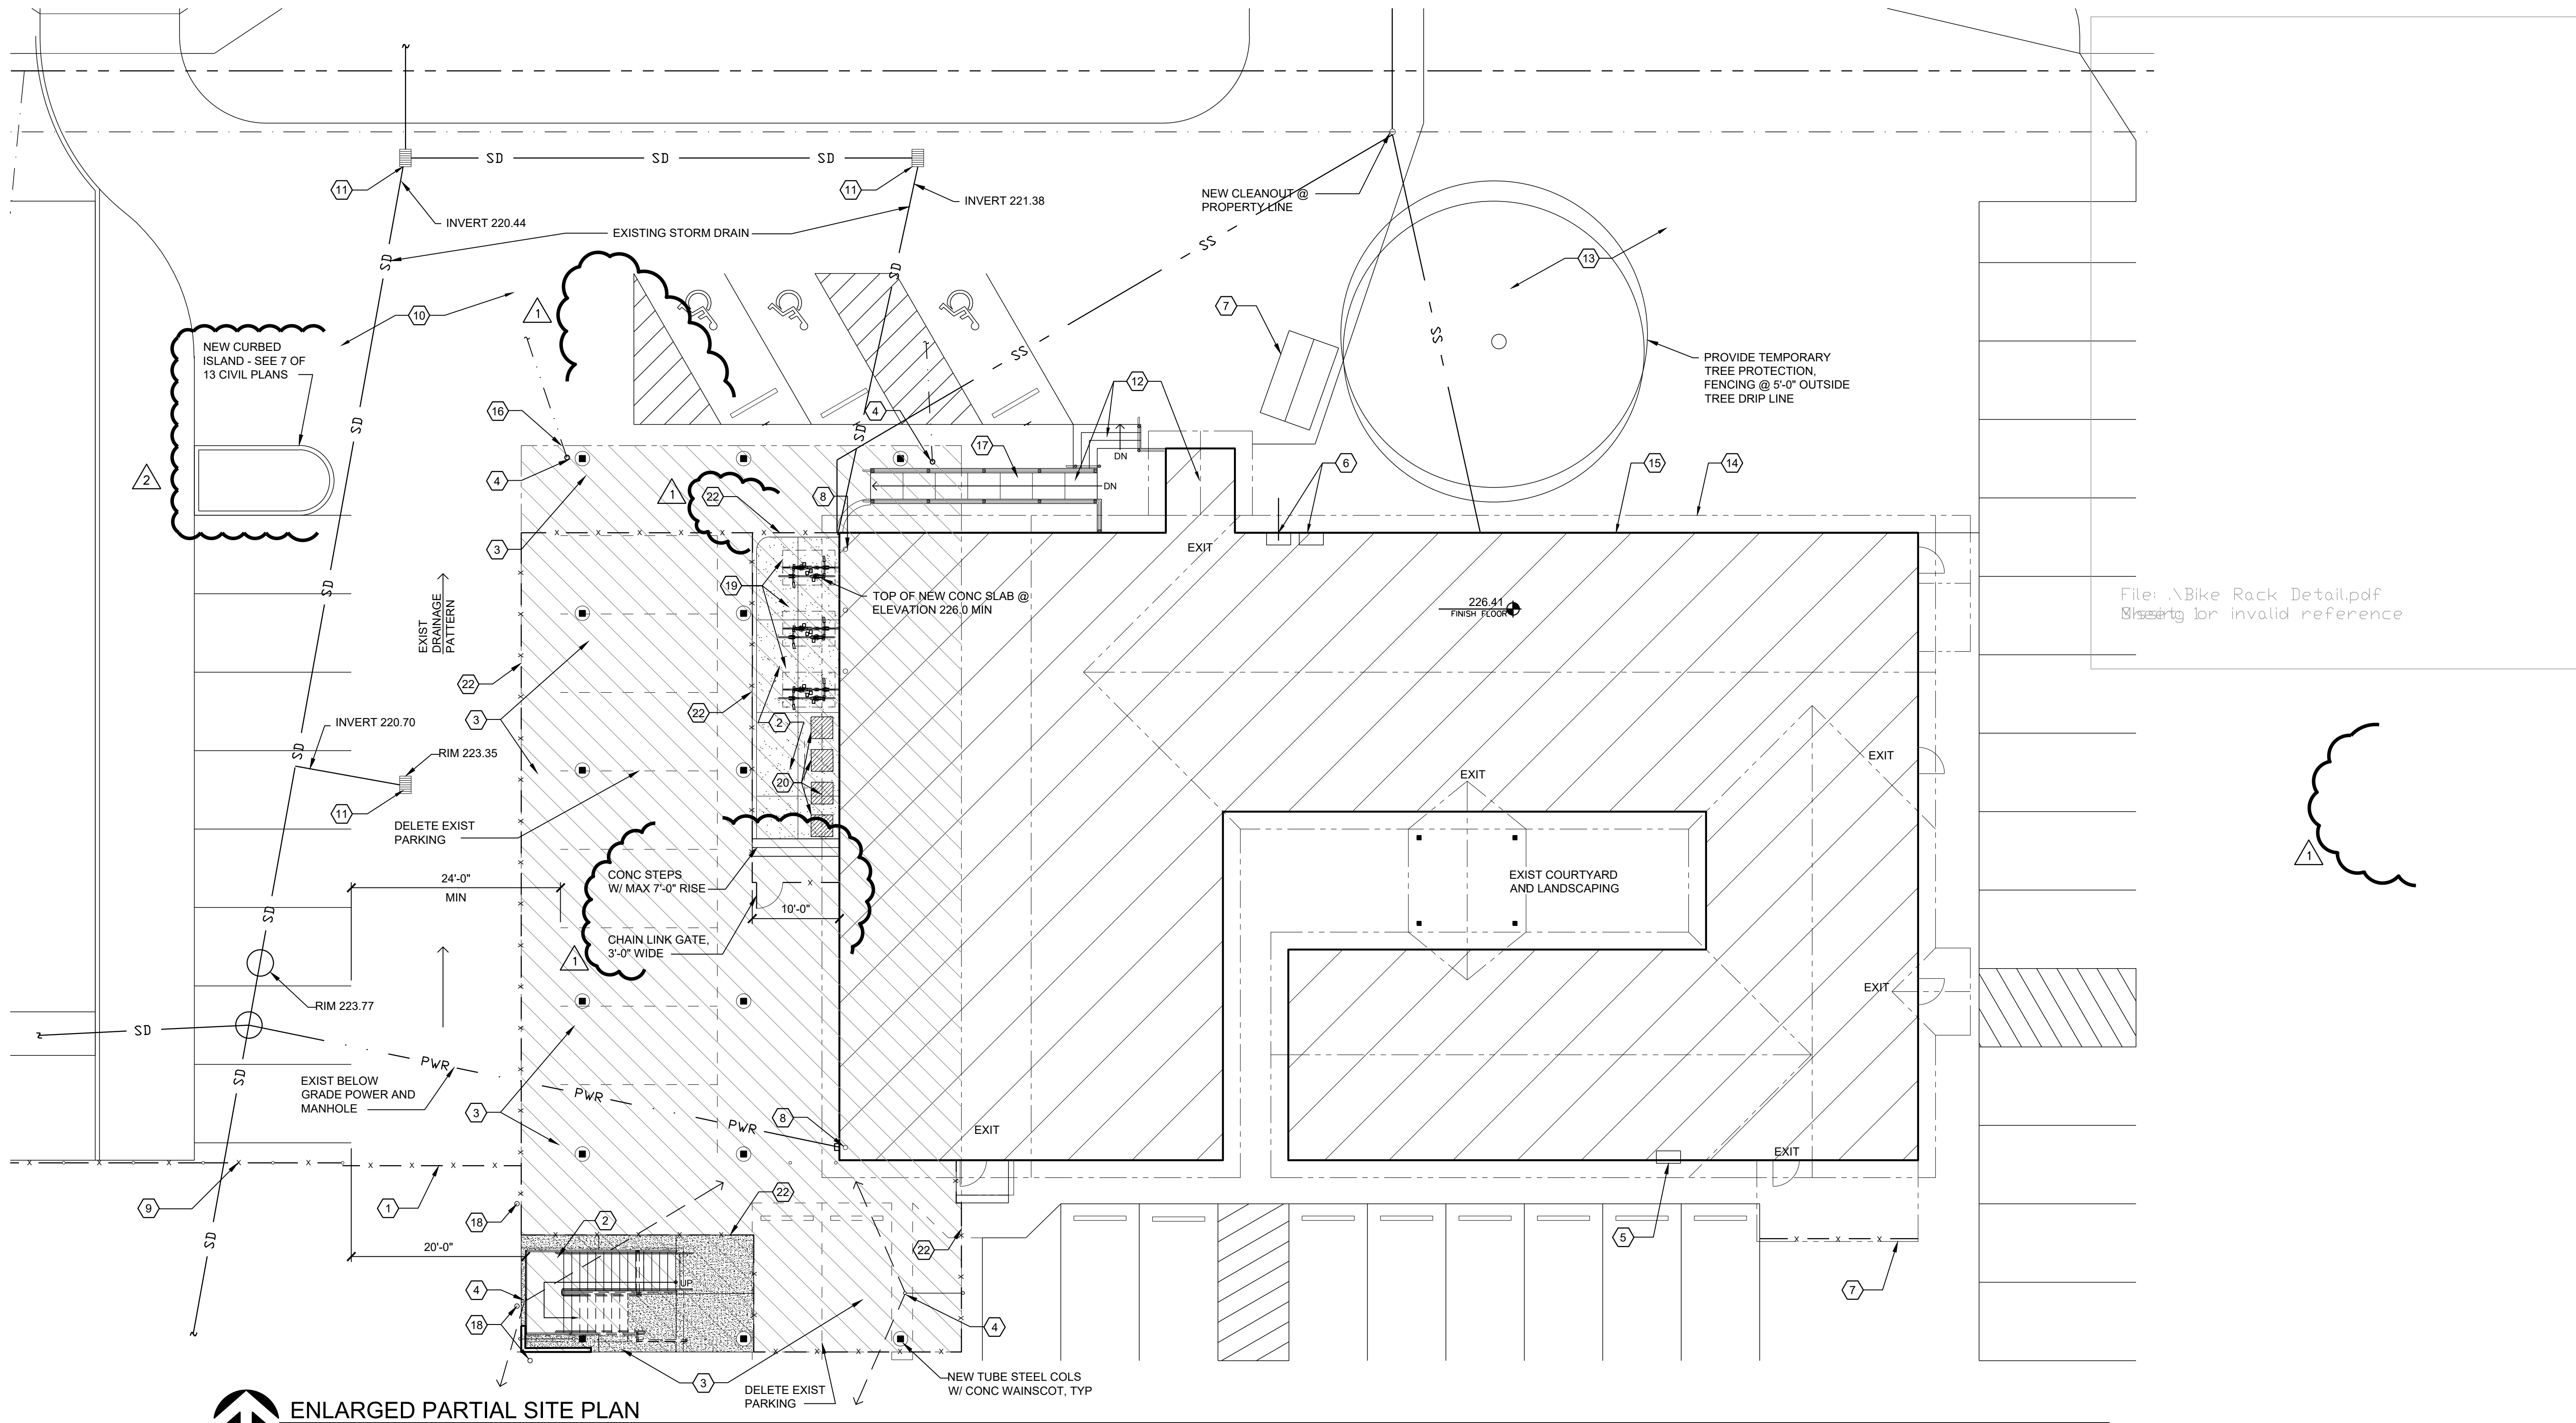 SD
SD
SD
11
11
INVERT 220.44
INVERT 221.38
EXISTING STORM DRAIN
NEW CLEANOUT @
PROPERTY LINE
SS
SD
SD
13
10
1
7
SS
SS
NEW CURBED
ISLAND - SEE 7 OF
13 CIVIL PLANS
PROVIDE TEMPORARY
TREE PROTECTION,
FENCING @ 5'-0" OUTSIDE
TREE DRIP LINE
12
16
4
SD
SD
17
DN
6
15
14
2
4
DN
1
22
8
3
EXIT
19
SD
TOP OF NEW CONC SLAB @
ELEVATION 226.0 MIN
226.41
FINISH FLOOR
File: .\Bike Rack Detail.pdf
Missing or invalid reference
Sheet: 1
EXIST
DRAINAGE
PATTERN
22
22
3
2
INVERT 220.70
SD
RIM 223.35
EXIT
EXIT
20
11
DELETE EXIST
PARKING
CONC STEPS
W/ MAX 7'-0" RISE
EXIST COURTYARD
AND LANDSCAPING
1
24'-0"
MIN
SD
10'-0"
CHAIN LINK GATE,
3'-0" WIDE
1
EXIT
RIM 223.77
SD
PWR
EXIST BELOW
GRADE POWER AND
MANHOLE
SD
PWR
3
8
PWR
EXIT
EXIT
9
1
22
18
2
SD
20'-0"
22
5
UP
4
18
4
7
3
NEW TUBE STEEL COLS
W/ CONC WAINSCOT, TYP
DELETE EXIST
PARKING
ENLARGED PARTIAL SITE PLAN